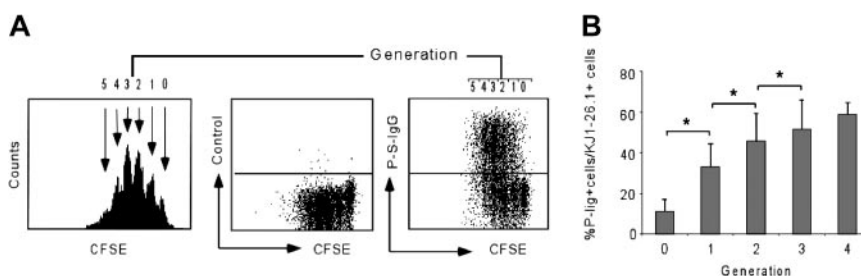 A
B
Generation
5 4 3 2 1 0
5 4 3 2 1 0
Counts
CFSE
Control
CFSE
P-S-IgG
CFSE
%P-lig+cells/KJ1-26.1+ cells
80
60
40
20
0
* * *
0 1 2 3 4
Generation